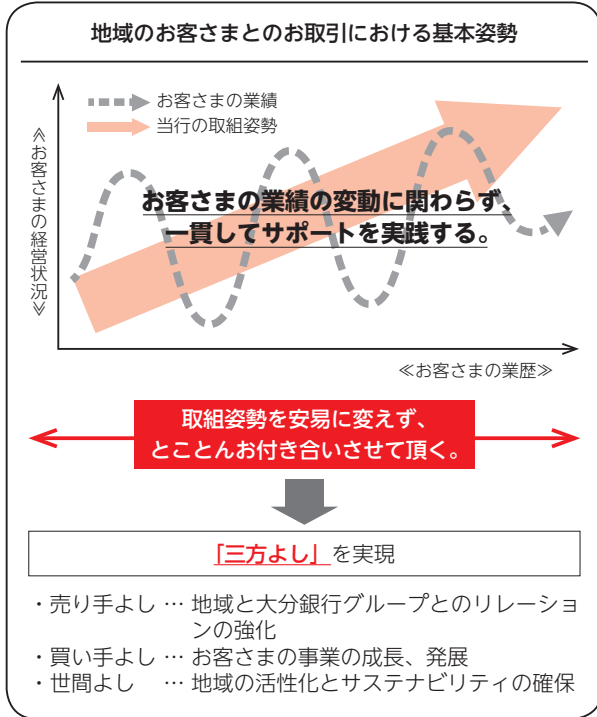 地域のお客さまとのお取引における基本姿勢
お客さまの業績
当行の取組姿勢
≪お客さまの経営状況≫
お客さまの業績の変動に関わらず、
一貫してサポートを実践する。
≪お客さまの業歴≫
取組姿勢を安易に変えず、
とことんお付き合いさせて頂く。
「三方よし」を実現
・売り手よし … 地域と大分銀行グループとのリレーショ
ンの強化
・買い手よし … お客さまの事業の成長、発展
・世間よし … 地域の活性化とサステナビリティの確保